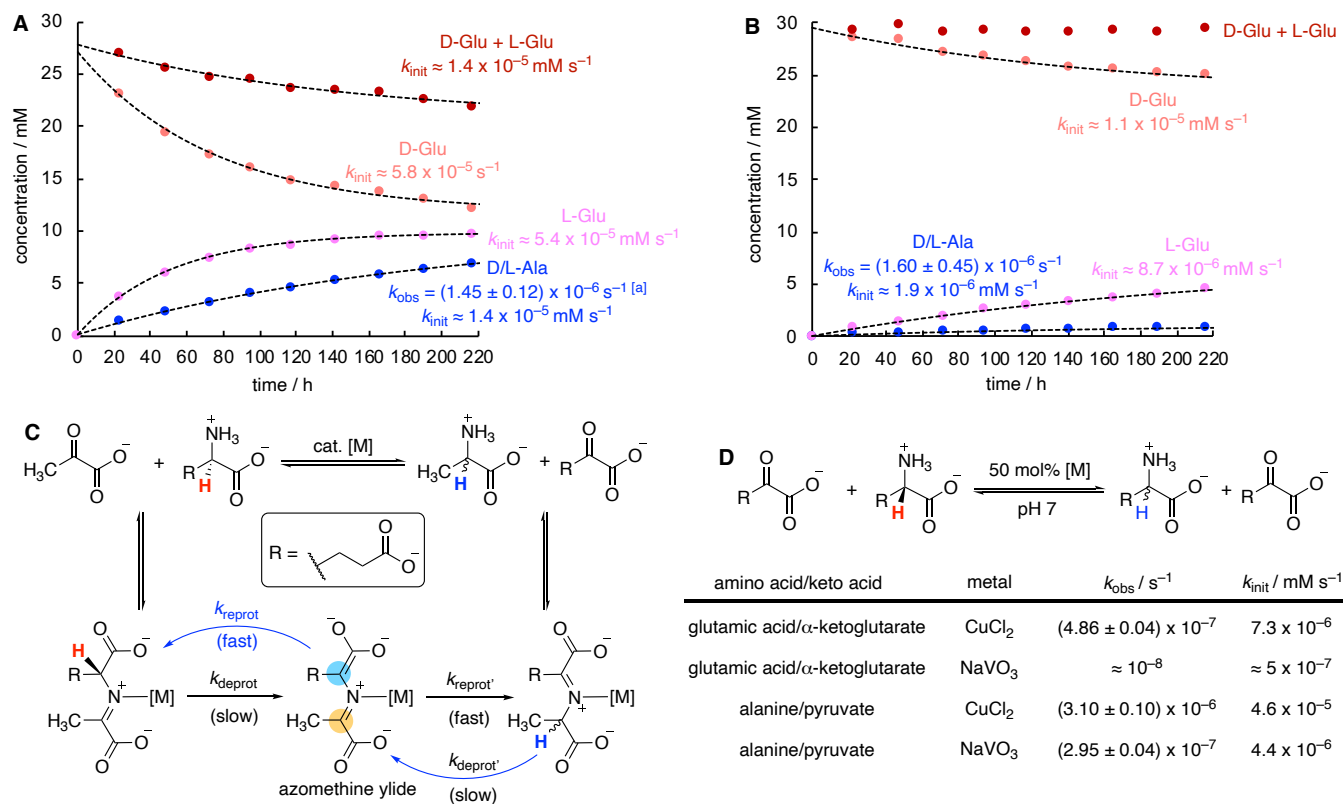 A
30
25
20
15
10
5
0
concentration / mM
0 20 40 60 80 100 120 140 160 180 200 220
time / h
D-Glu + L-Glu
kinit ≈ 1.4 x 10–5 mM s–1
D-Glu
kinit ≈ 5.8 x 10–5 s–1
L-Glu
kinit ≈ 5.4 x 10–5 mM s–1
D/L-Ala
kobs = (1.45 ± 0.12) x 10–6 s–1 [a]
kinit ≈ 1.4 x 10–5 mM s–1
B
30
25
20
15
10
5
0
concentration / mM
0 20 40 60 80 100 120 140 160 180 200 220
time / h
D-Glu + L-Glu
D-Glu
kinit ≈ 1.1 x 10–5 mM s–1
D/L-Ala
kobs = (1.60 ± 0.45) x 10–6 s–1
kinit ≈ 1.9 x 10–6 mM s–1
L-Glu
kinit ≈ 8.7 x 10–6 mM s–1
C
H3C O O O– + R NH3+ H O O– cat. [M] H3C NH3+ H O O– + R O O O–
R = O O–
kreprot
(fast)
H R O O– N+ [M] H3C O O–
kdeprot
(slow)
O– O– R N+ [M] H3C O O–
kreprot'
(fast)
O O– R N+ [M] H3C H O O–
kdeprot'
(slow)
azomethine ylide
D
R O O O– + R NH3+ H O O– 50 mol% [M] pH 7 R NH3+ H O O– + R O O O–
amino acid/keto acid metal kobs / s–1 kinit / mM s–1
glutamic acid/α-ketoglutarate CuCl2 (4.86 ± 0.04) x 10–7 7.3 x 10–6
glutamic acid/α-ketoglutarate NaVO3 ≈ 10–8 ≈ 5 x 10–7
alanine/pyruvate CuCl2 (3.10 ± 0.10) x 10–6 4.6 x 10–5
alanine/pyruvate NaVO3 (2.95 ± 0.04) x 10–7 4.4 x 10–6